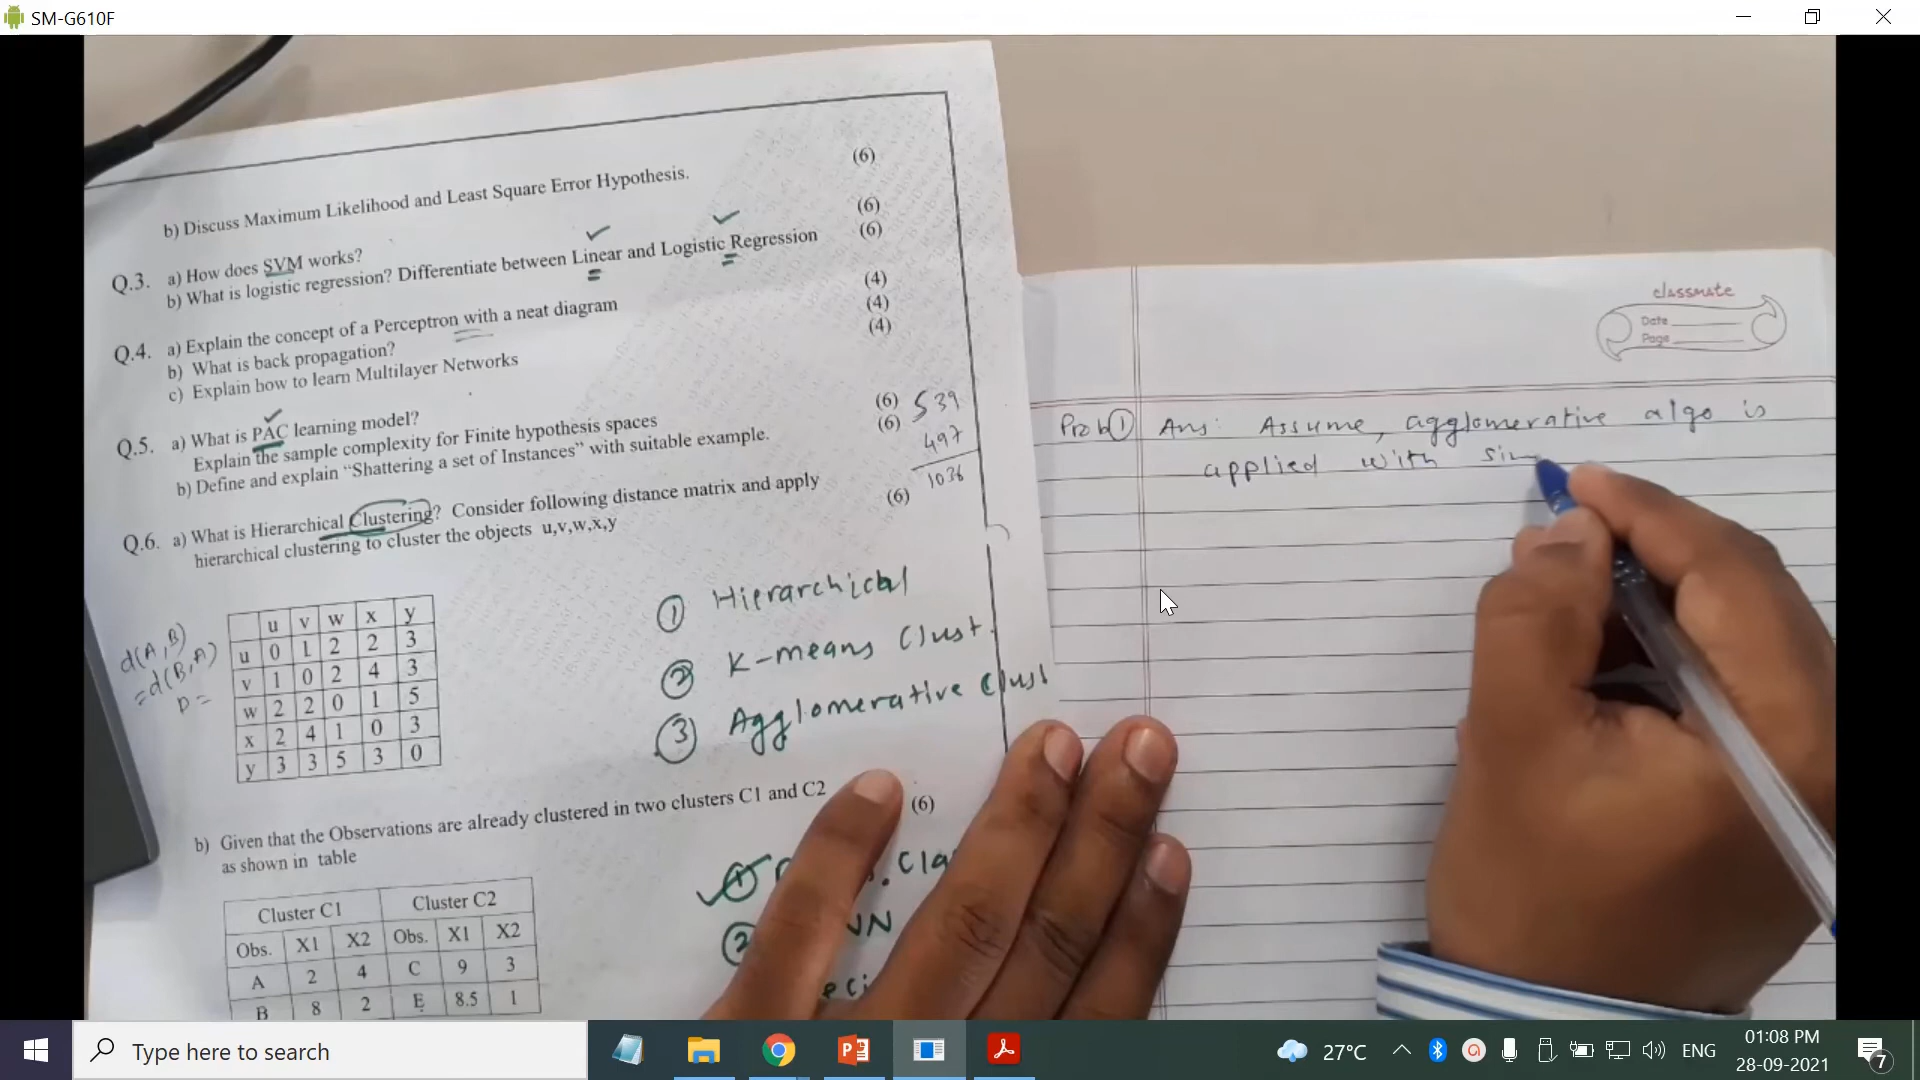 SM-G610F
(6)
b) Discuss Maximum Likelihood and Least Square Error Hypothesis.
Q.3. a) How does SVM works? (6)
b) What is logistic regression? Differentiate between Linear and Logistic Regression (6)
Q.4. a) Explain the concept of a Perceptron with a neat diagram (4)
b) What is back propagation? (4)
c) Explain how to learn Multilayer Networks (4)
Q.5. a) What is PAC learning model? (6)
Explain the sample complexity for Finite hypothesis spaces
b) Define and explain "Shattering a set of Instances" with suitable example. (6)
539
497
1036
Q.6. a) What is Hierarchical Clustering? Consider following distance matrix and apply (6)
hierarchical clustering to cluster the objects u,v,w,x,y
d(A,B)
=d(B,A)
D=
u v w x y
u 0 1 2 2 3
v 1 0 2 4 3
w 2 2 0 1 5
x 2 4 1 0 3
y 3 3 5 3 0
① Hierarchical
② K-means Clust.
③ Agglomerative Clust
b) Given that the Observations are already clustered in two clusters C1 and C2 (6)
as shown in table
Cluster C1 Cluster C2
Obs. X1 X2 Obs. X1 X2
A 2 4 C 9 3
B 8 2 E 8.5 1
①
②
classmate
Date
Page
Prob ① Ans: Assume, agglomerative algo is
applied with sim
Type here to search
27°C
ENG
01:08 PM
28-09-2021
7